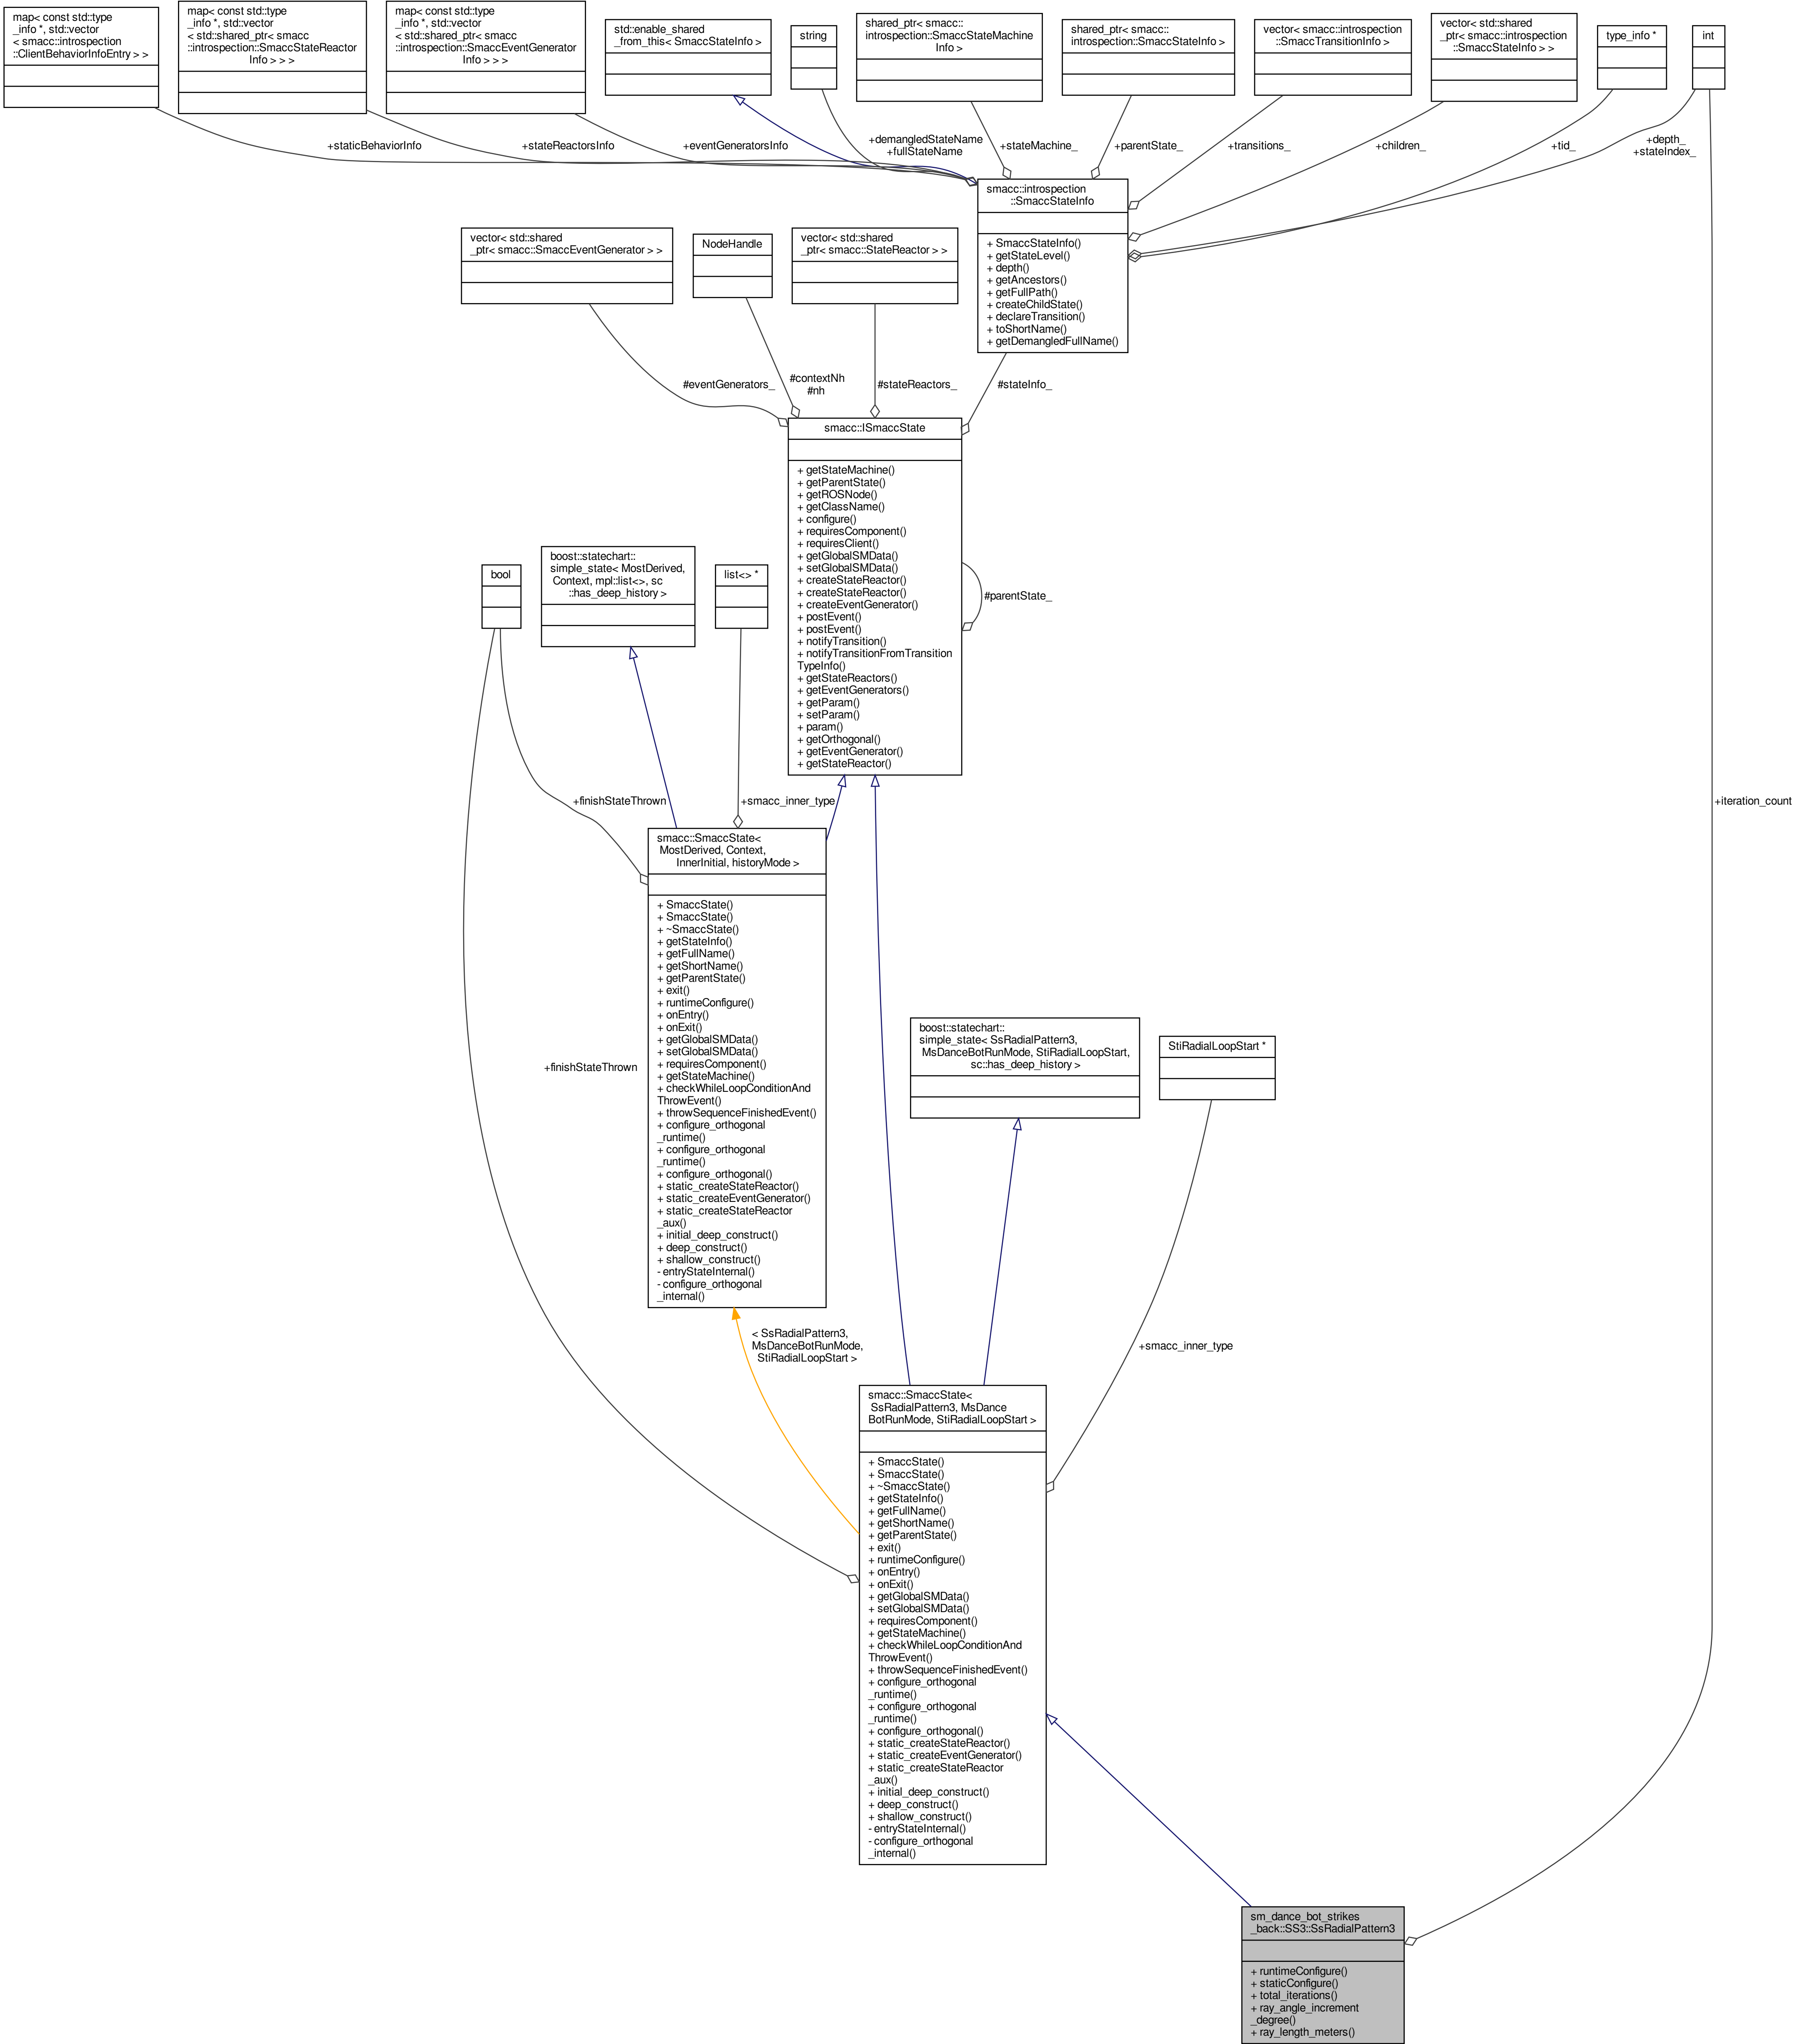 map< const std::type
_info *, std::vector
< smacc::introspection
::ClientBehaviorInfoEntry > >
map< const std::type
_info *, std::vector
< std::shared_ptr< smacc
::introspection::SmaccStateReactor
Info > > >
map< const std::type
_info *, std::vector
< std::shared_ptr< smacc
::introspection::SmaccEventGenerator
Info > > >
std::enable_shared
_from_this< SmaccStateInfo >
string
shared_ptr< smacc::
introspection::SmaccStateMachine
Info >
shared_ptr< smacc::
introspection::SmaccStateInfo >
vector< smacc::introspection
::SmaccTransitionInfo >
vector< std::shared
_ptr< smacc::introspection
::SmaccStateInfo > >
type_info *
int
+staticBehaviorInfo
+stateReactorsInfo
+eventGeneratorsInfo
+demangledStateName
+fullStateName
+stateMachine_
+parentState_
+transitions_
+children_
+tid_
+depth_
+stateIndex_
smacc::introspection
::SmaccStateInfo
+ SmaccStateInfo()
+ getStateLevel()
+ depth()
+ getAncestors()
+ getFullPath()
+ createChildState()
+ declareTransition()
+ toShortName()
+ getDemangledFullName()
vector< std::shared
_ptr< smacc::SmaccEventGenerator > >
NodeHandle
vector< std::shared
_ptr< smacc::StateReactor > >
#eventGenerators_
#contextNh
#nh
#stateReactors_
#stateInfo_
smacc::ISmaccState
+ getStateMachine()
+ getParentState()
+ getROSNode()
+ getClassName()
+ configure()
+ requiresComponent()
+ requiresClient()
+ getGlobalSMData()
+ setGlobalSMData()
+ createStateReactor()
+ createStateReactor()
+ createEventGenerator()
+ postEvent()
+ postEvent()
+ notifyTransition()
+ notifyTransitionFromTransition
TypeInfo()
+ getStateReactors()
+ getEventGenerators()
+ getParam()
+ setParam()
+ param()
+ getOrthogonal()
+ getEventGenerator()
+ getStateReactor()
#parentState_
bool
boost::statechart::
simple_state< MostDerived,
Context, mpl::list<>, sc
::has_deep_history >
list<> *
+finishStateThrown
+smacc_inner_type
+iteration_count
smacc::SmaccState<
MostDerived, Context,
InnerInitial, historyMode >
+ SmaccState()
+ SmaccState()
+ ~SmaccState()
+ getStateInfo()
+ getFullName()
+ getShortName()
+ getParentState()
+ exit()
+ runtimeConfigure()
+ onEntry()
+ onExit()
+ getGlobalSMData()
+ setGlobalSMData()
+ requiresComponent()
+ getStateMachine()
+ checkWhileLoopConditionAnd
ThrowEvent()
+ throwSequenceFinishedEvent()
+ configure_orthogonal
_runtime()
+ configure_orthogonal
_runtime()
+ configure_orthogonal()
+ static_createStateReactor()
+ static_createEventGenerator()
+ static_createStateReactor
_aux()
+ initial_deep_construct()
+ deep_construct()
+ shallow_construct()
- entryStateInternal()
- configure_orthogonal
_internal()
+finishStateThrown
boost::statechart::
simple_state< SsRadialPattern3,
MsDanceBotRunMode, StiRadialLoopStart,
sc::has_deep_history >
StiRadialLoopStart *
< SsRadialPattern3,
MsDanceBotRunMode,
StiRadialLoopStart >
+smacc_inner_type
smacc::SmaccState<
SsRadialPattern3, MsDance
BotRunMode, StiRadialLoopStart >
+ SmaccState()
+ SmaccState()
+ ~SmaccState()
+ getStateInfo()
+ getFullName()
+ getShortName()
+ getParentState()
+ exit()
+ runtimeConfigure()
+ onEntry()
+ onExit()
+ getGlobalSMData()
+ setGlobalSMData()
+ requiresComponent()
+ getStateMachine()
+ checkWhileLoopConditionAnd
ThrowEvent()
+ throwSequenceFinishedEvent()
+ configure_orthogonal
_runtime()
+ configure_orthogonal
_runtime()
+ configure_orthogonal()
+ static_createStateReactor()
+ static_createEventGenerator()
+ static_createStateReactor
_aux()
+ initial_deep_construct()
+ deep_construct()
+ shallow_construct()
- entryStateInternal()
- configure_orthogonal
_internal()
sm_dance_bot_strikes
_back::SS3::SsRadialPattern3
+ runtimeConfigure()
+ staticConfigure()
+ total_iterations()
+ ray_angle_increment
_degree()
+ ray_length_meters()